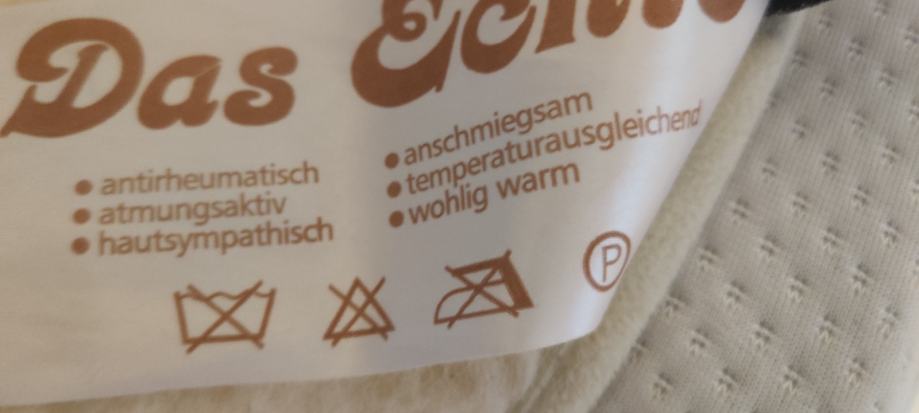 Das
• antirheumatisch
• atmungsaktiv
• hautsympathisch
• anschmiegsam
• temperaturausgleichend
• wohlig warm
P